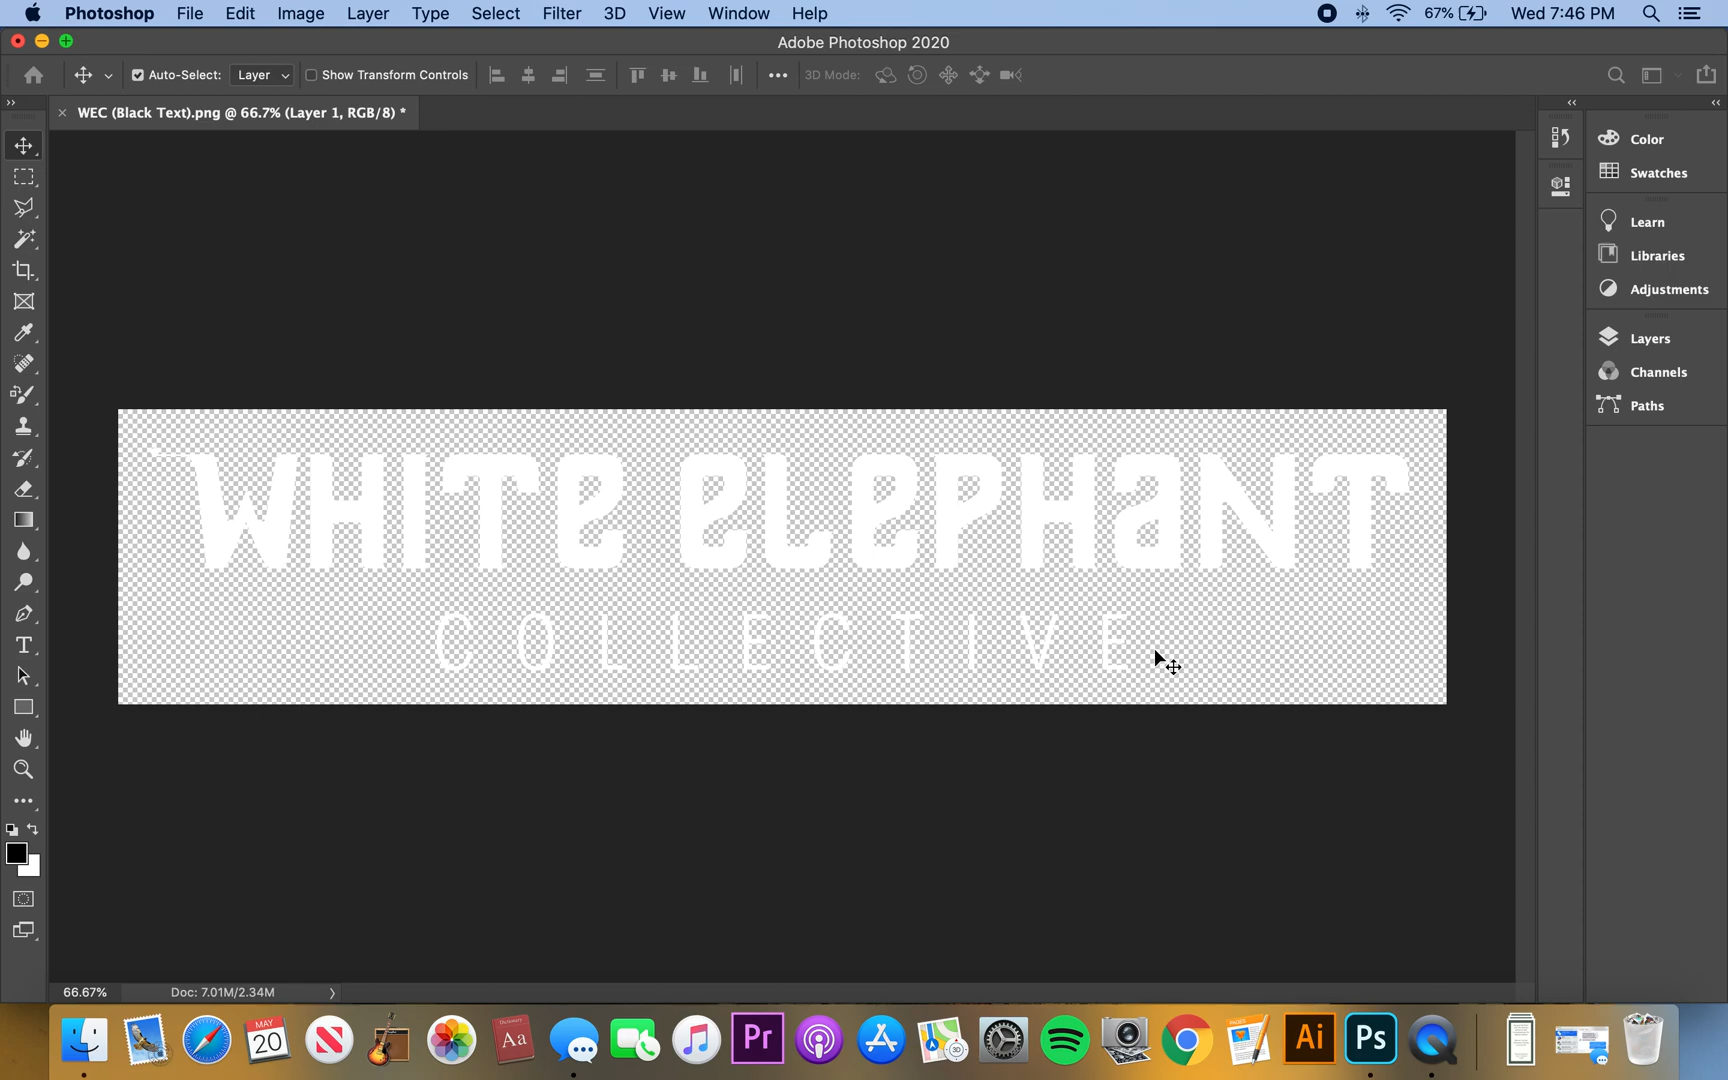 Photoshop File Edit Image Layer Type Select Filter 3D View Window Help 67% Wed 7:46 PM
Adobe Photoshop 2020
Auto-Select: Layer Show Transform Controls 3D Mode:
WEC (Black Text).png @ 66.7% (Layer 1, RGB/8) *
Color
Swatches
Learn
Libraries
Adjustments
Layers
Channels
Paths
WHITe eLePHaNT
COLLECTIVE
66.67% Doc: 7.01M/2.34M
MAY
20
Aa
Pr
3D
PAGES
Ai
Ps